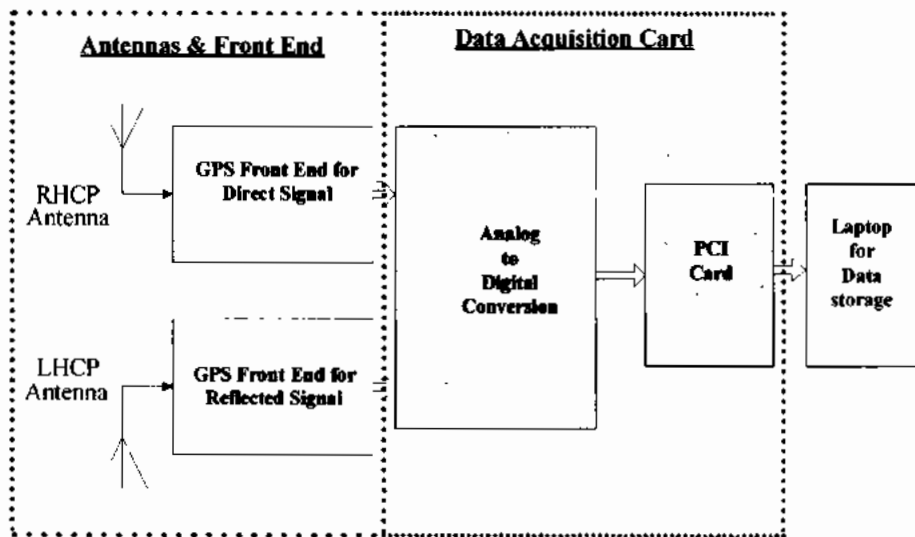 Antennas & Front End
Data Acquisition Card
RHCP
Antenna
GPS Front End for
Direct Signal
Analog
to
Digital
Conversion
PCI
Card
Laptop
for
Data
storage
LHCP
Antenna
GPS Front End for
Reflected Signal